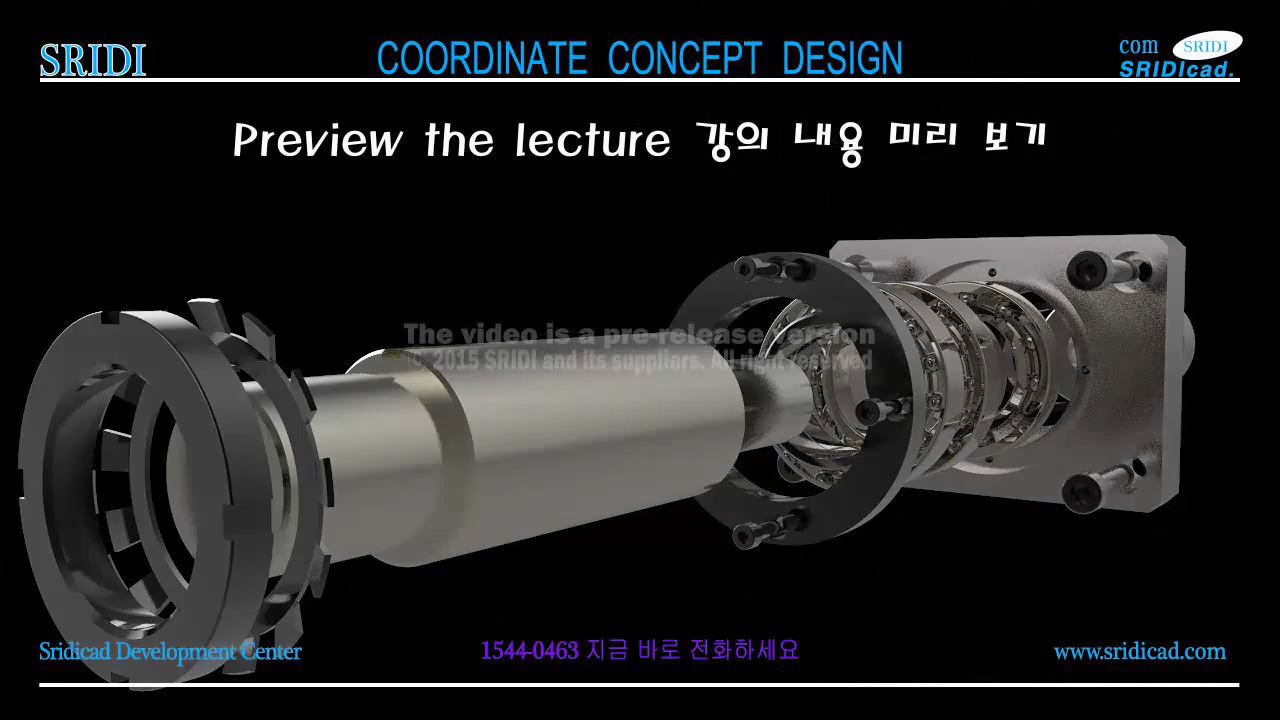 SRIDI
COORDINATE CONCEPT DESIGN
com SRIDI
SRIDIcad.
Preview the lecture 강의 내용 미리 보기
The video is a pre-release version
© 2015 SRIDI and its suppliers. All right reserved
Sridicad Development Center
1544-0463 지금 바로 전화하세요
www.sridicad.com